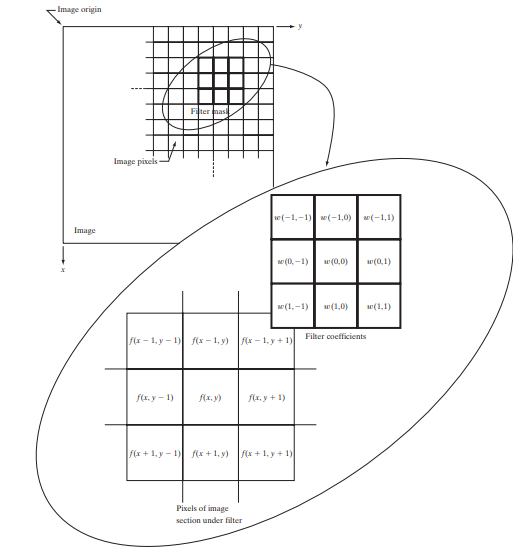 Image origin
y
Filter mask
Image pixels
Image
x
w(−1,−1) w(−1,0) w(−1,1)
w(0,−1) w(0,0) w(0,1)
w(1,−1) w(1,0) w(1,1)
Filter coefficients
f(x − 1, y − 1) f(x − 1, y) f(x − 1, y + 1)
f(x, y − 1) f(x, y) f(x, y + 1)
f(x + 1, y − 1) f(x + 1, y) f(x + 1, y + 1)
Pixels of image
section under filter